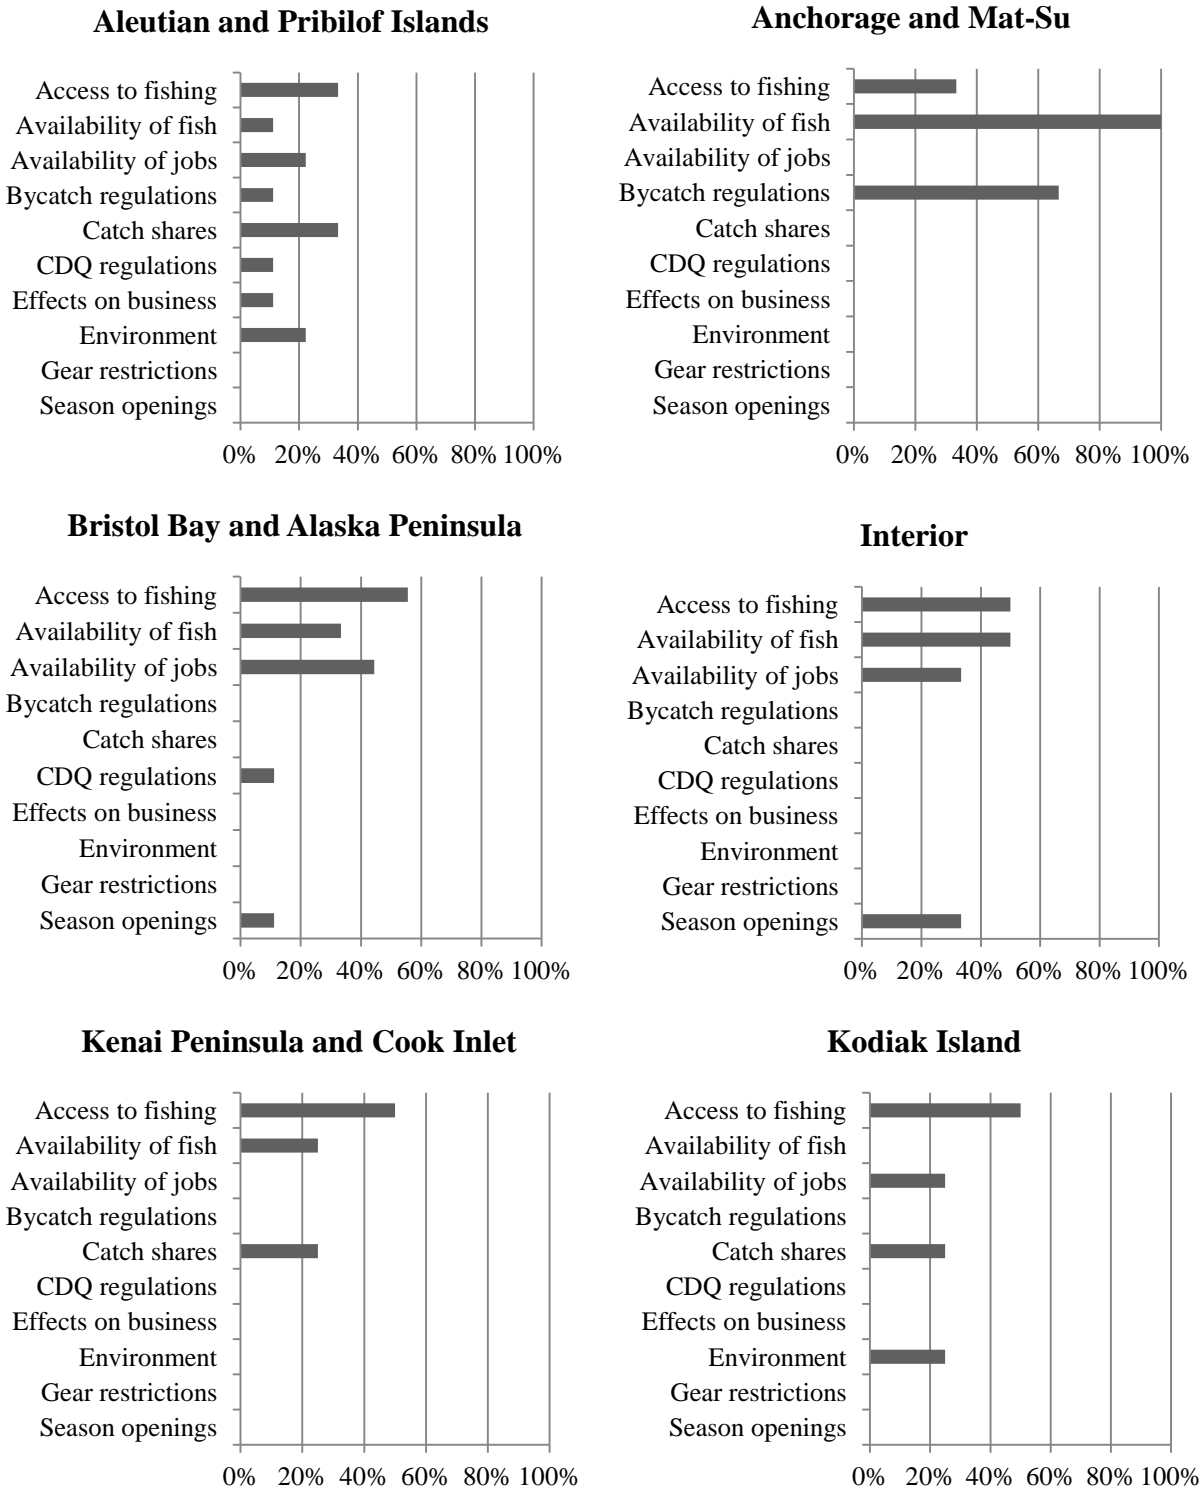 Aleutian and Pribilof Islands
Access to fishing
Availability of fish
Availability of jobs
Bycatch regulations
Catch shares
CDQ regulations
Effects on business
Environment
Gear restrictions
Season openings
0% 20% 40% 60% 80% 100%
Anchorage and Mat-Su
Access to fishing
Availability of fish
Availability of jobs
Bycatch regulations
Catch shares
CDQ regulations
Effects on business
Environment
Gear restrictions
Season openings
0% 20% 40% 60% 80% 100%
Bristol Bay and Alaska Peninsula
Access to fishing
Availability of fish
Availability of jobs
Bycatch regulations
Catch shares
CDQ regulations
Effects on business
Environment
Gear restrictions
Season openings
0% 20% 40% 60% 80% 100%
Interior
Access to fishing
Availability of fish
Availability of jobs
Bycatch regulations
Catch shares
CDQ regulations
Effects on business
Environment
Gear restrictions
Season openings
0% 20% 40% 60% 80% 100%
Kenai Peninsula and Cook Inlet
Access to fishing
Availability of fish
Availability of jobs
Bycatch regulations
Catch shares
CDQ regulations
Effects on business
Environment
Gear restrictions
Season openings
0% 20% 40% 60% 80% 100%
Kodiak Island
Access to fishing
Availability of fish
Availability of jobs
Bycatch regulations
Catch shares
CDQ regulations
Effects on business
Environment
Gear restrictions
Season openings
0% 20% 40% 60% 80% 100%